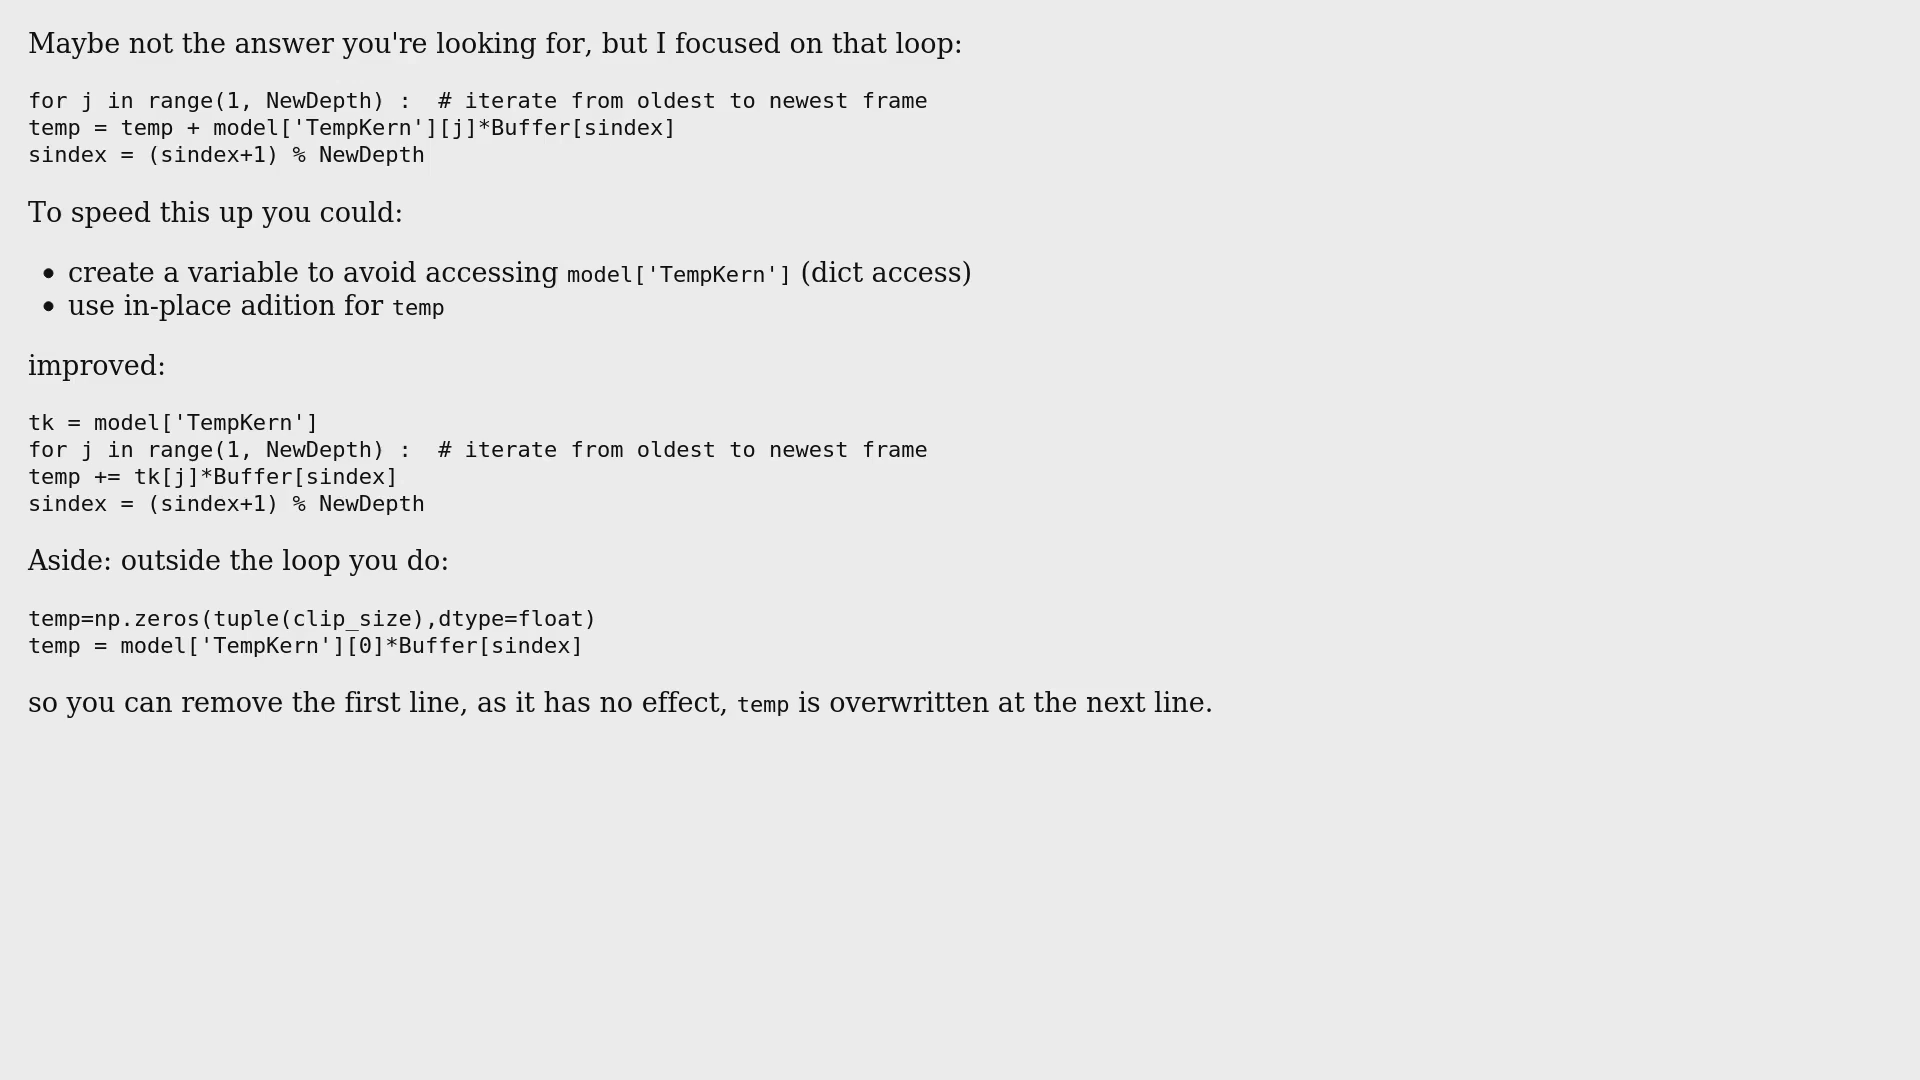 Maybe not the answer you're looking for, but I focused on that loop:
for j in range(1, NewDepth) :  # iterate from oldest to newest frame
temp = temp + model['TempKern'][j]*Buffer[sindex]
sindex = (sindex+1) % NewDepth
To speed this up you could:
• create a variable to avoid accessing model['TempKern'] (dict access)
• use in-place adition for temp
improved:
tk = model['TempKern']
for j in range(1, NewDepth) :  # iterate from oldest to newest frame
temp += tk[j]*Buffer[sindex]
sindex = (sindex+1) % NewDepth
Aside: outside the loop you do:
temp=np.zeros(tuple(clip_size),dtype=float)
temp = model['TempKern'][0]*Buffer[sindex]
so you can remove the first line, as it has no effect, temp is overwritten at the next line.